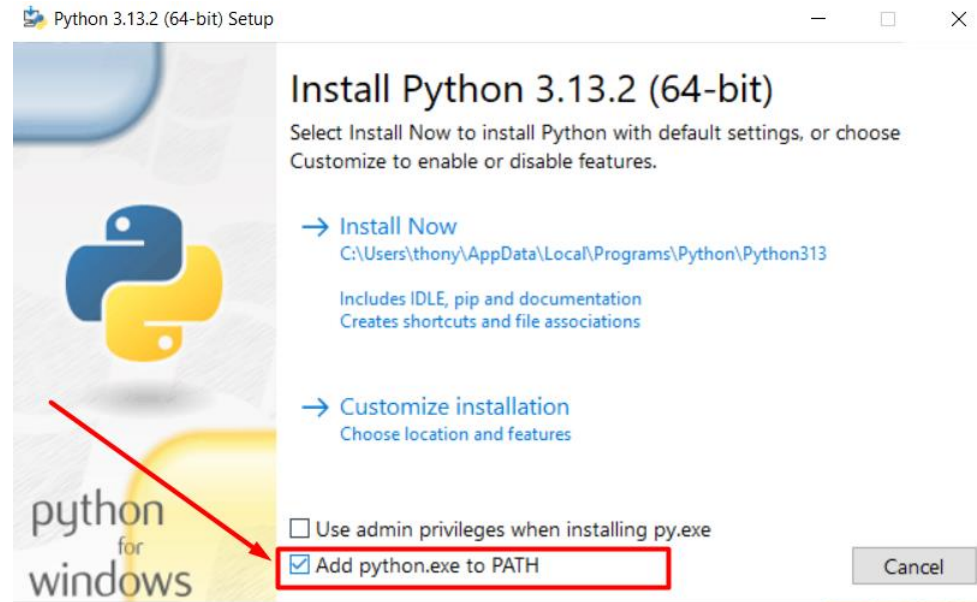 Python 3.13.2 (64-bit) Setup
Install Python 3.13.2 (64-bit)
Select Install Now to install Python with default settings, or choose
Customize to enable or disable features.
Install Now
C:\Users\thony\AppData\Local\Programs\Python\Python313
Includes IDLE, pip and documentation
Creates shortcuts and file associations
Customize installation
Choose location and features
python
for
windows
Use admin privileges when installing py.exe
Add python.exe to PATH
Cancel